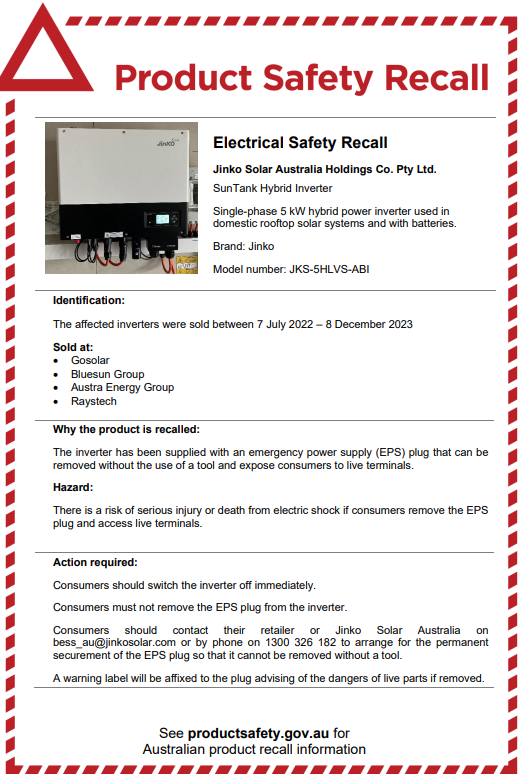 Product Safety Recall
JinKO
Electrical Safety Recall
Jinko Solar Australia Holdings Co. Pty Ltd.
SunTank Hybrid Inverter
Single-phase 5 kW hybrid power inverter used in
domestic rooftop solar systems and with batteries.
Brand: Jinko
Model number: JKS-5HLVS-ABI
Identification:
The affected inverters were sold between 7 July 2022 – 8 December 2023
Sold at:
• Gosolar
• Bluesun Group
• Austra Energy Group
• Raystech
Why the product is recalled:
The inverter has been supplied with an emergency power supply (EPS) plug that can be
removed without the use of a tool and expose consumers to live terminals.
Hazard:
There is a risk of serious injury or death from electric shock if consumers remove the EPS
plug and access live terminals.
Action required:
Consumers should switch the inverter off immediately.
Consumers must not remove the EPS plug from the inverter.
Consumers should contact their retailer or Jinko Solar Australia on
bess_au@jinkosolar.com or by phone on 1300 326 182 to arrange for the permanent
securement of the EPS plug so that it cannot be removed without a tool.
A warning label will be affixed to the plug advising of the dangers of live parts if removed.
See productsafety.gov.au for
Australian product recall information